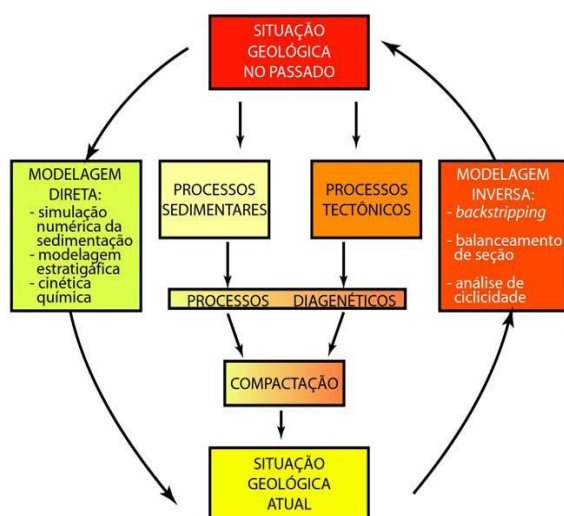 SITUAÇÃO
GEOLÓGICA
NO PASSADO
MODELAGEM
DIRETA:
- simulação
numérica da
sedimentação
- modelagem
estratigáfica
- cinética
química
PROCESSOS
SEDIMENTARES
PROCESSOS
TECTÔNICOS
MODELAGEM
INVERSA:
- backstripping
- balanceamento
de seção
- análise de
ciclicidade
PROCESSOS DIAGENÉTICOS
COMPACTAÇÃO
SITUAÇÃO
GEOLÓGICA
ATUAL